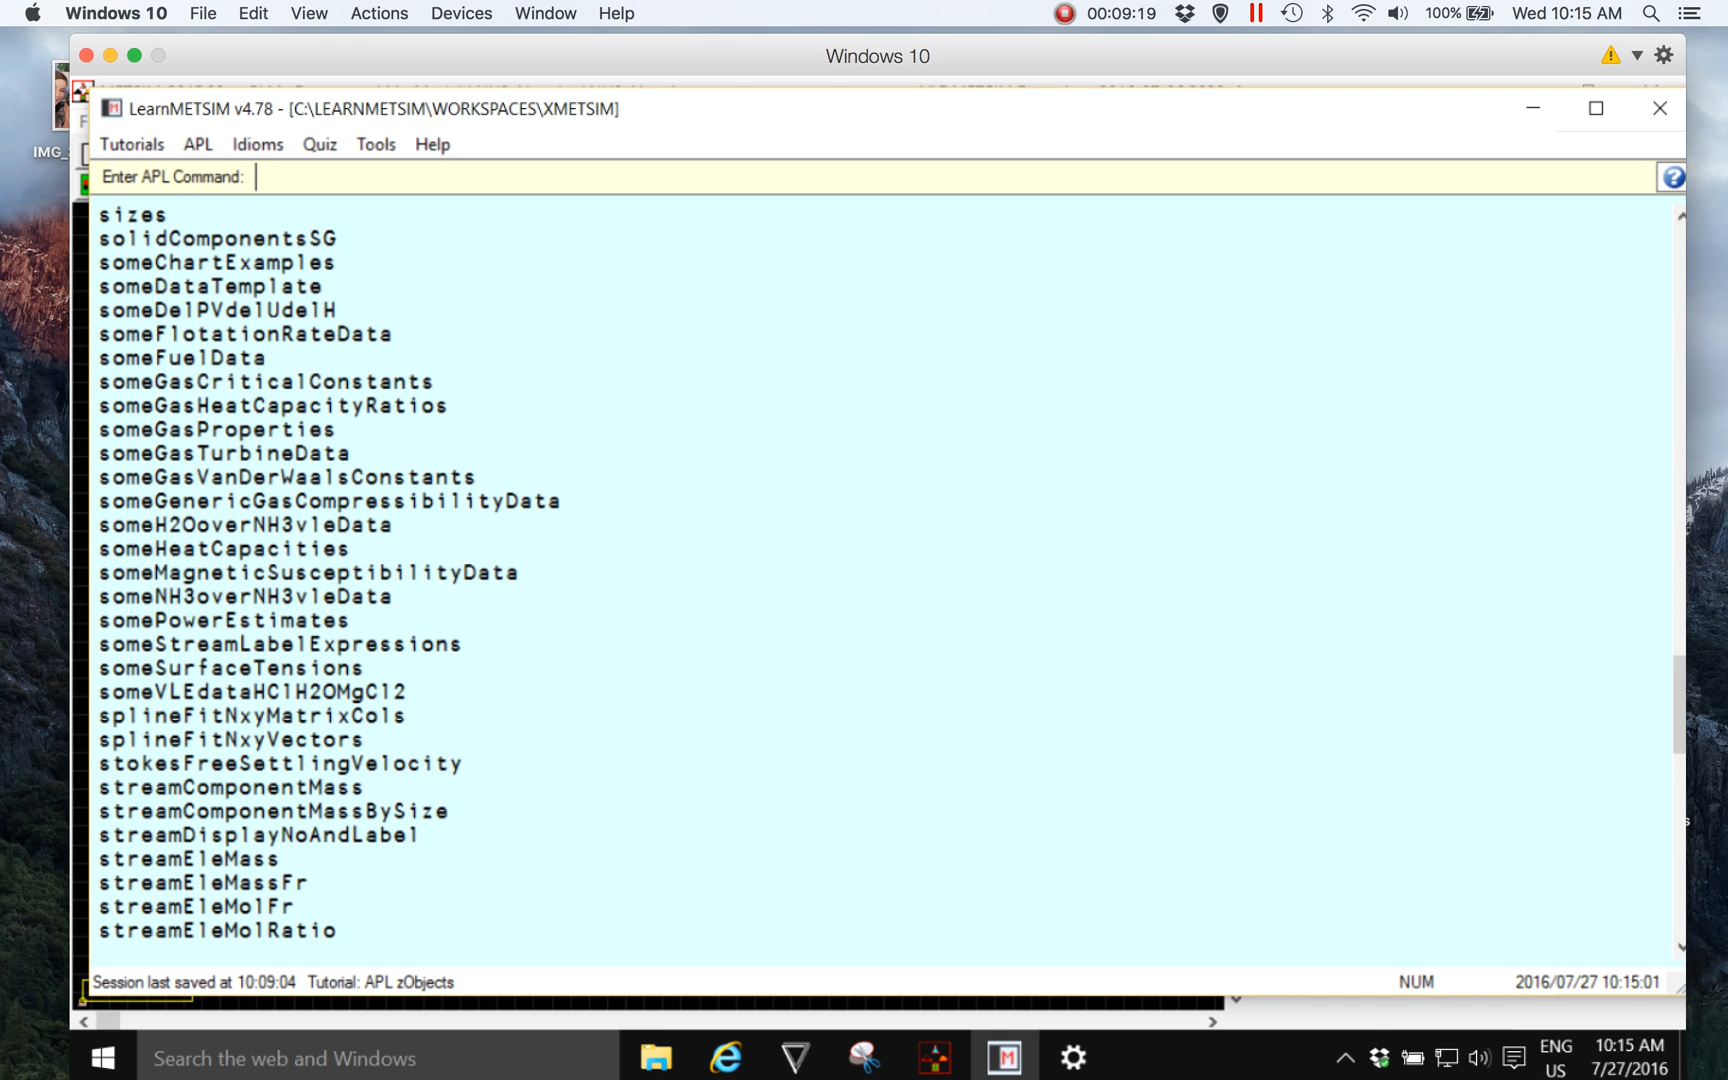 Windows 10 File Edit View Actions Devices Window Help 00:09:19 100% Wed 10:15 AM
Windows 10
IMG_
LearnMETSIM v4.78 - [C:\LEARNMETSIM\WORKSPACES\XMETSIM]
Tutorials APL Idioms Quiz Tools Help
Enter APL Command:
sizes
solidComponentsSG
someChartExamples
someDataTemplate
someDelPVdelUdelH
someFlotationRateData
someFuelData
someGasCriticalConstants
someGasHeatCapacityRatios
someGasProperties
someGasTurbineData
someGasVanDerWaalsConstants
someGenericGasCompressibilityData
someH2OoverNH3vleData
someHeatCapacities
someMagneticSusceptibilityData
someNH3overNH3vleData
somePowerEstimates
someStreamLabelExpressions
someSurfaceTensions
someVLEdataHClH2OMgCl2
splineFitNxyMatrixCols
splineFitNxyVectors
stokesFreeSettlingVelocity
streamComponentMass
streamComponentMassBySize
streamDisplayNoAndLabel
streamEleMass
streamEleMassFr
streamEleMolFr
streamEleMolRatio
Session last saved at 10:09:04 Tutorial: APL zObjects NUM 2016/07/27 10:15:01
Search the web and Windows
ENG
US
10:15 AM
7/27/2016